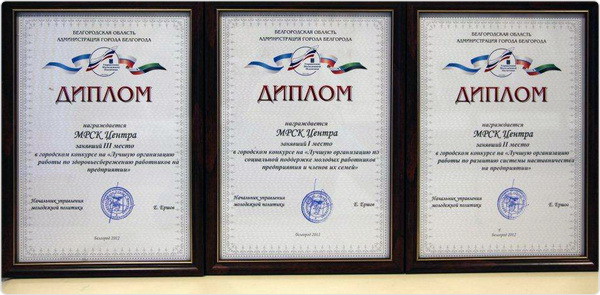 БЕЛГОРОДСКАЯ ОБЛАСТЬ
АДМИНИСТРАЦИЯ ГОРОДА БЕЛГОРОДА
ДИПЛОМ
награждается
МРСК Центра
занявший III место
в городском конкурсе на «Лучшую организацию
работы по здоровьесбережению работников на
предприятии»
Начальник управления
молодежной политики
Е. Ершов
Белгород 2012
БЕЛГОРОДСКАЯ ОБЛАСТЬ
АДМИНИСТРАЦИЯ ГОРОДА БЕЛГОРОДА
ДИПЛОМ
награждается
МРСК Центра
занявший I место
в городском конкурсе на «Лучшую организацию по
социальной поддержке молодых работников
предприятия и членов их семей»
Начальник управления
молодежной политики
Е. Ершов
Белгород 2012
БЕЛГОРОДСКАЯ ОБЛАСТЬ
АДМИНИСТРАЦИЯ ГОРОДА БЕЛГОРОДА
ДИПЛОМ
награждается
МРСК Центра
занявший II место
в городском конкурсе на «Лучшую организацию
работы по развитию системы наставничества
на предприятии»
Начальник управления
молодежной политики
Е. Ершов
Белгород 2012